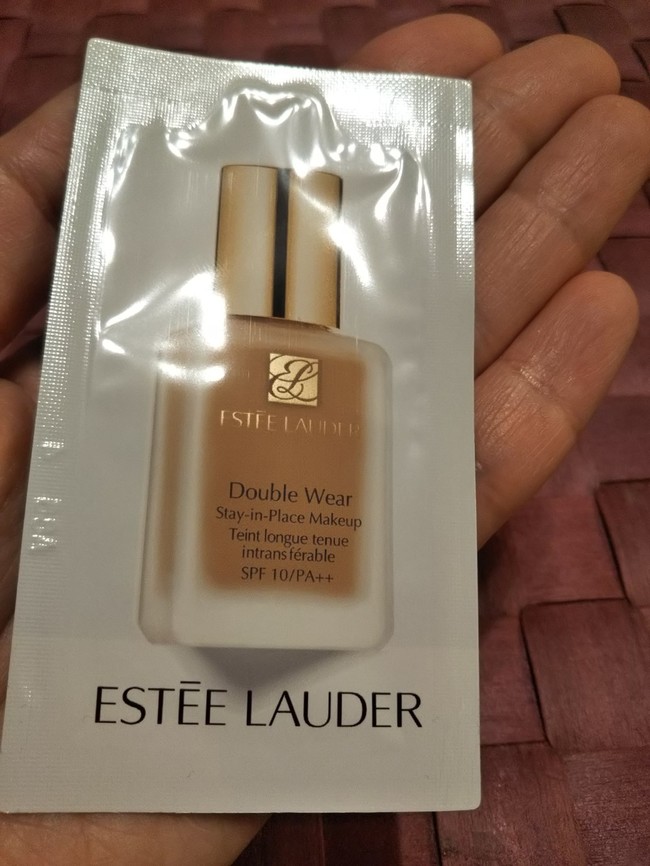 ESTĒE LAUDER
Double Wear
Stay-in-Place Makeup
Teint longue tenue
intransférable
SPF 10/PA++
ESTĒE LAUDER